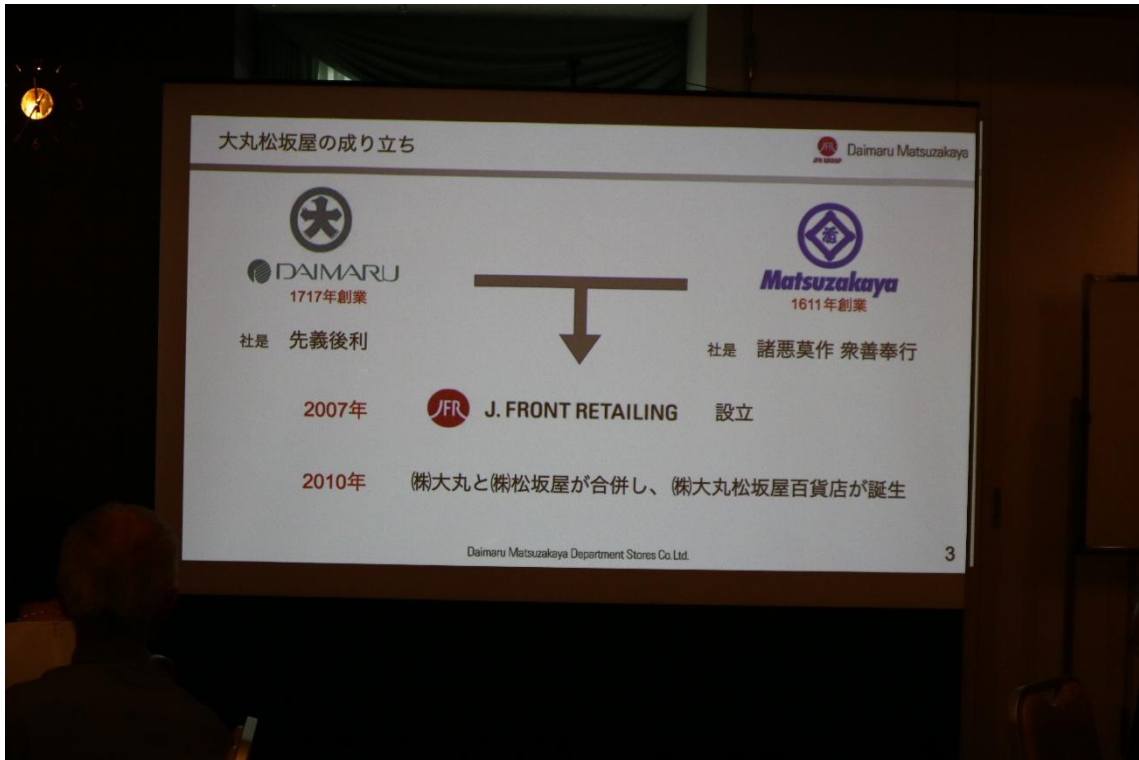 大丸松坂屋の成り立ち
JFR GROUP Daimaru Matsuzakaya
大
DAIMARU
1717年創業
社是 先義後利
Matsuzakaya
1611年創業
社是 諸悪莫作 衆善奉行
2007年 JFR J. FRONT RETAILING 設立
2010年 ㈱大丸と㈱松坂屋が合併し、㈱大丸松坂屋百貨店が誕生
Daimaru Matsuzakaya Department Stores Co. Ltd.
3